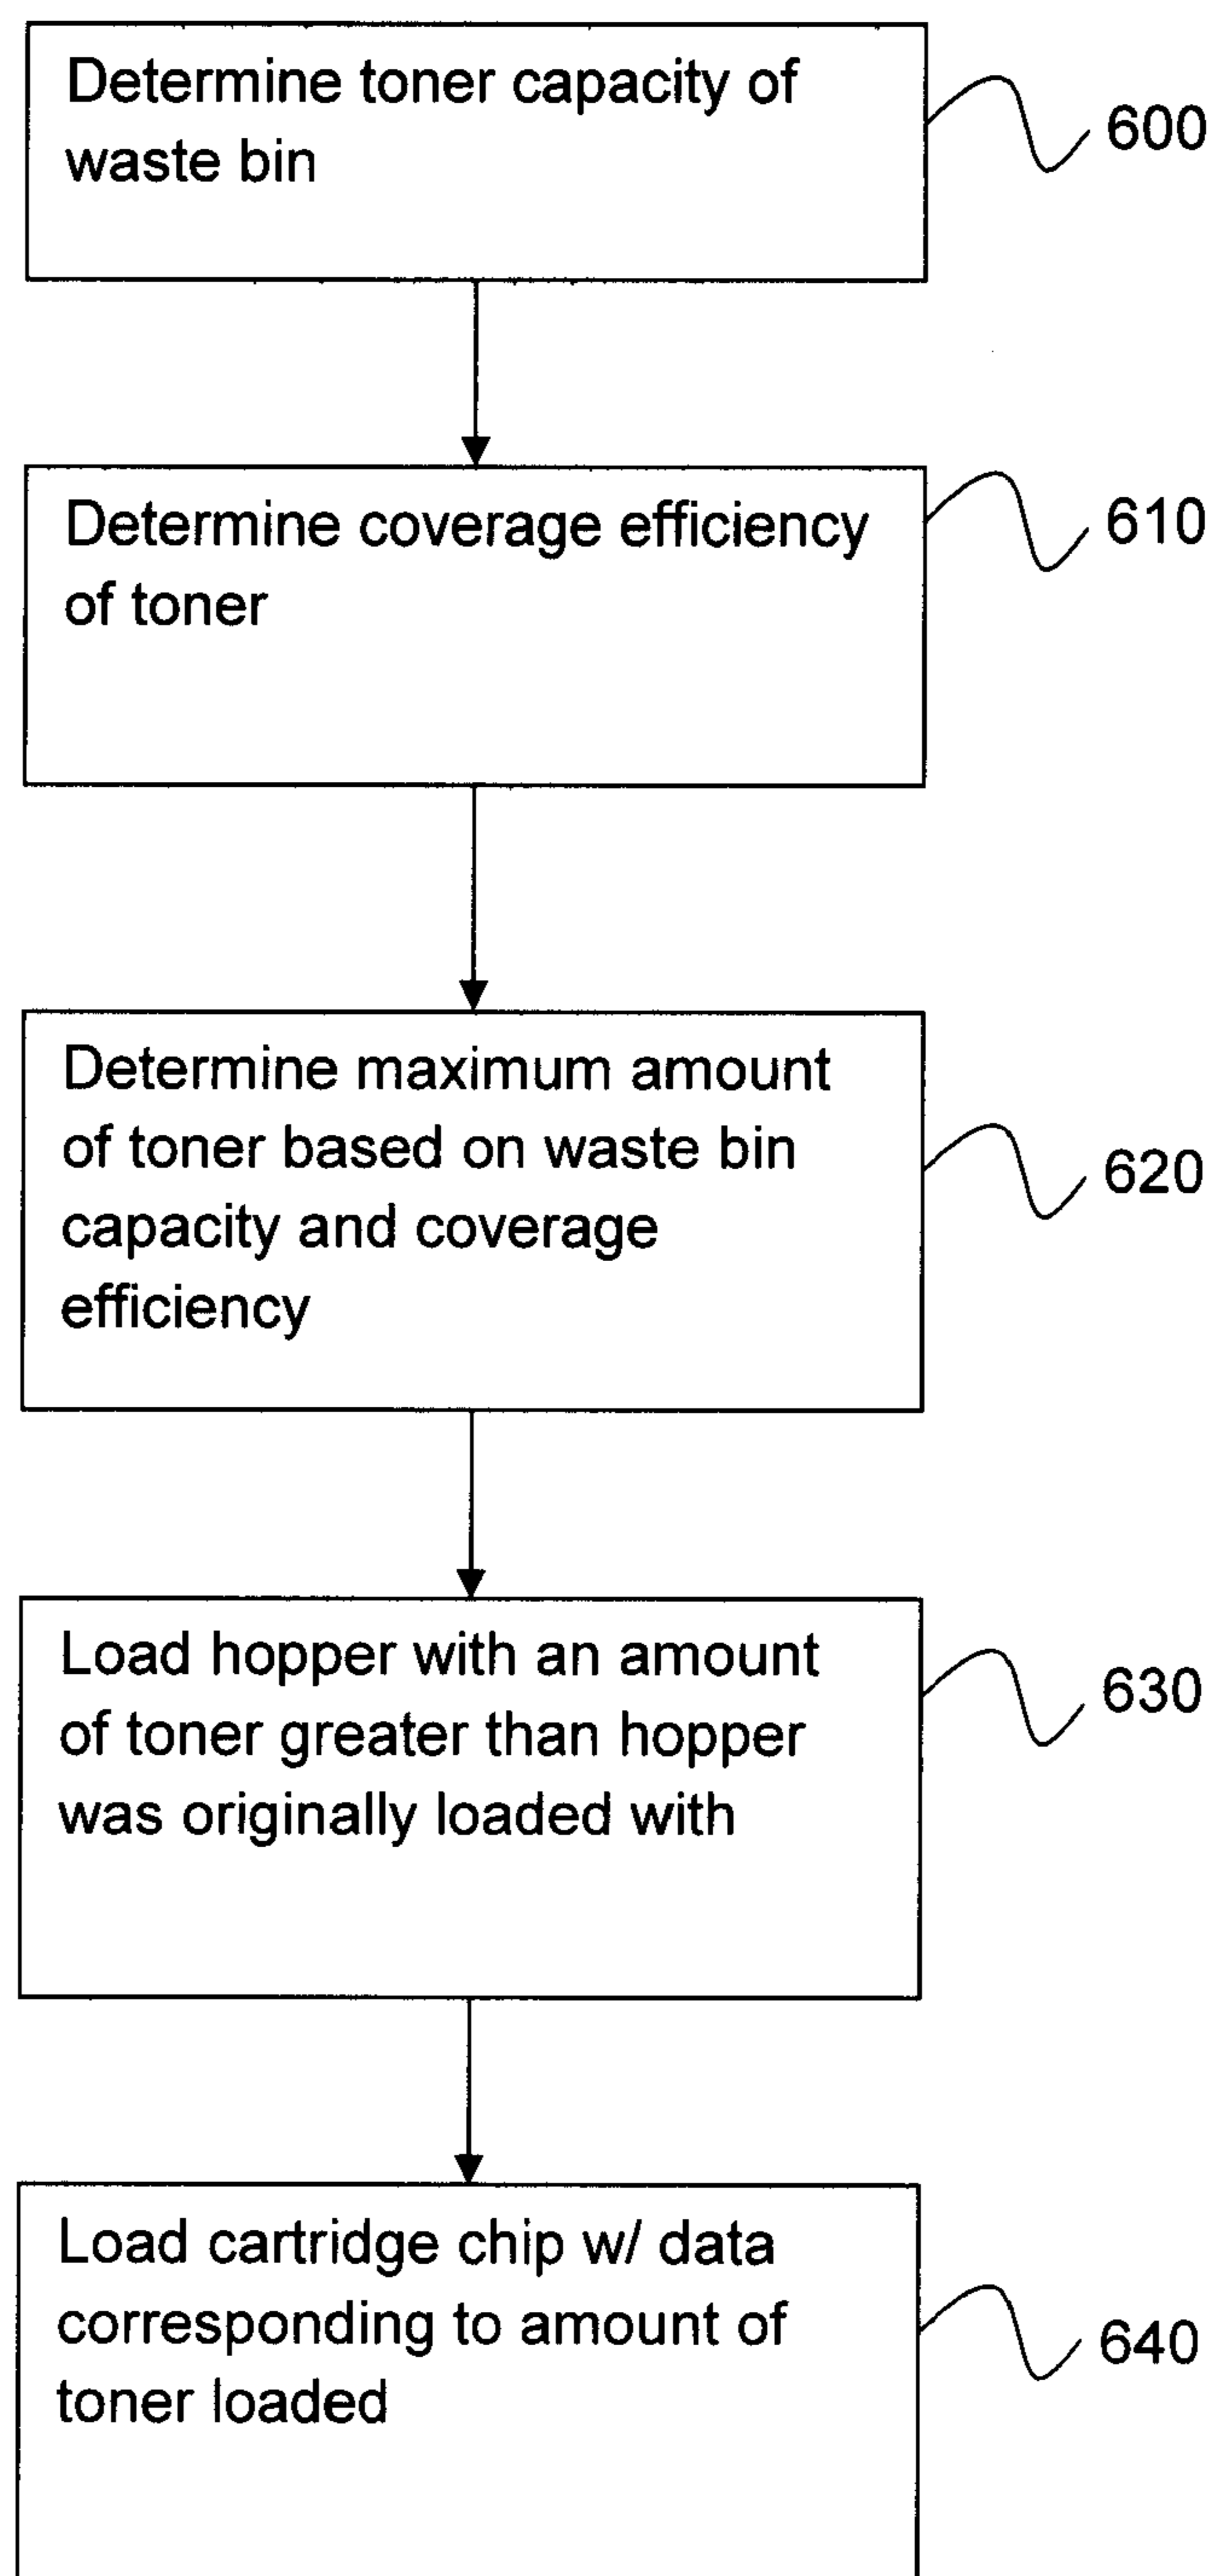 Determine toner capacity of
waste bin
600
Determine coverage efficiency
of toner
610
Determine maximum amount
of toner based on waste bin
capacity and coverage
efficiency
620
Load hopper with an amount
of toner greater than hopper
was originally loaded with
630
Load cartridge chip w/ data
corresponding to amount of
toner loaded
640